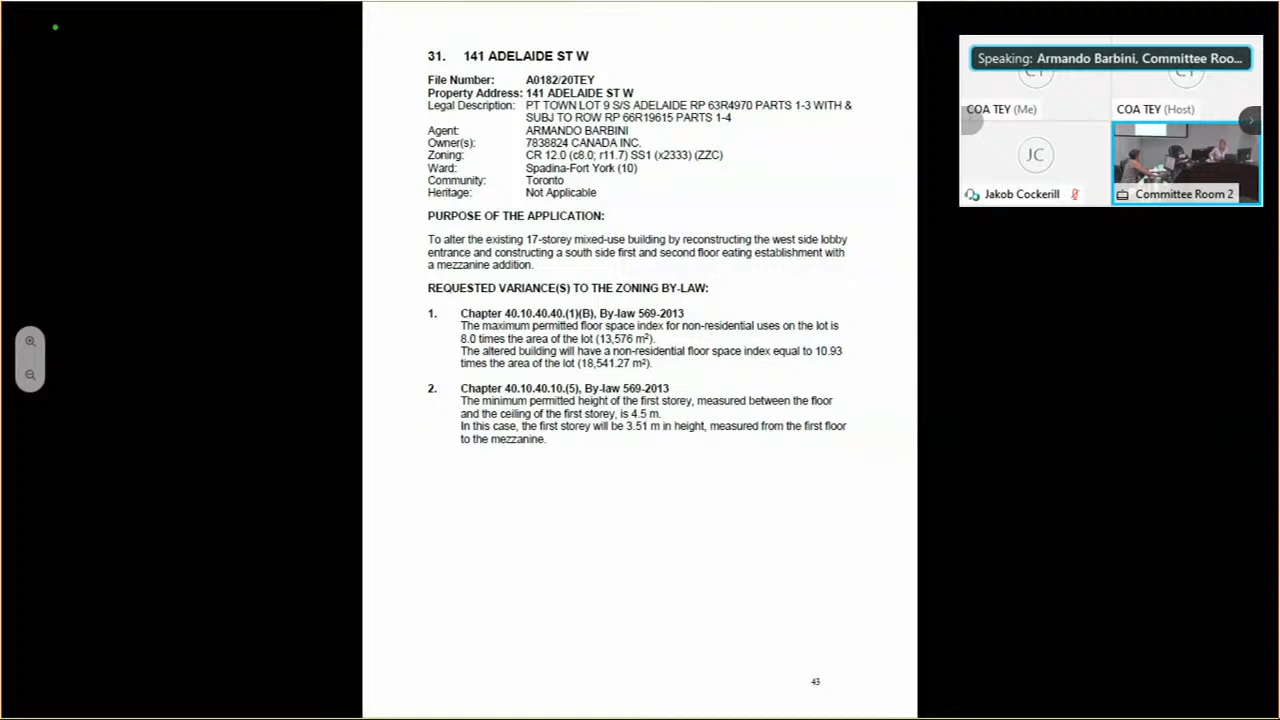 31. 141 ADELAIDE ST W
File Number: A0182/20TEY
Property Address: 141 ADELAIDE ST W
Legal Description: PT TOWN LOT 9 S/S ADELAIDE RP 63R4970 PARTS 1-3 WITH &
SUBJ TO ROW RP 66R19615 PARTS 1-4
Agent: ARMANDO BARBINI
Owner(s): 7838824 CANADA INC.
Zoning: CR 12.0 (c8.0; r11.7) SS1 (x2333) (ZZC)
Ward: Spadina-Fort York (10)
Community: Toronto
Heritage: Not Applicable
PURPOSE OF THE APPLICATION:
To alter the existing 17-storey mixed-use building by reconstructing the west side lobby
entrance and constructing a south side first and second floor eating establishment with
a mezzanine addition.
REQUESTED VARIANCE(S) TO THE ZONING BY-LAW:
1. Chapter 40.10.40.40.(1)(B), By-law 569-2013
The maximum permitted floor space index for non-residential uses on the lot is
8.0 times the area of the lot (13,576 m²).
The altered building will have a non-residential floor space index equal to 10.93
times the area of the lot (18,541.27 m²).
2. Chapter 40.10.40.10.(5), By-law 569-2013
The minimum permitted height of the first storey, measured between the floor
and the ceiling of the first storey, is 4.5 m.
In this case, the first storey will be 3.51 m in height, measured from the first floor
to the mezzanine.
43
Speaking: Armando Barbini, Committee Roo...
COA TEY (Me)
COA TEY (Host)
JC
Jakob Cockerill
Committee Room 2